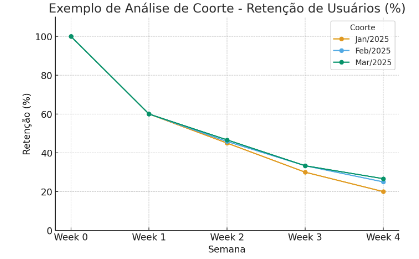 Exemplo de Análise de Coorte - Retenção de Usuários (%)
Coorte
Jan/2025
Feb/2025
Mar/2025
100
80
60
40
20
0
Retenção (%)
Week 0
Week 1
Week 2
Week 3
Week 4
Semana